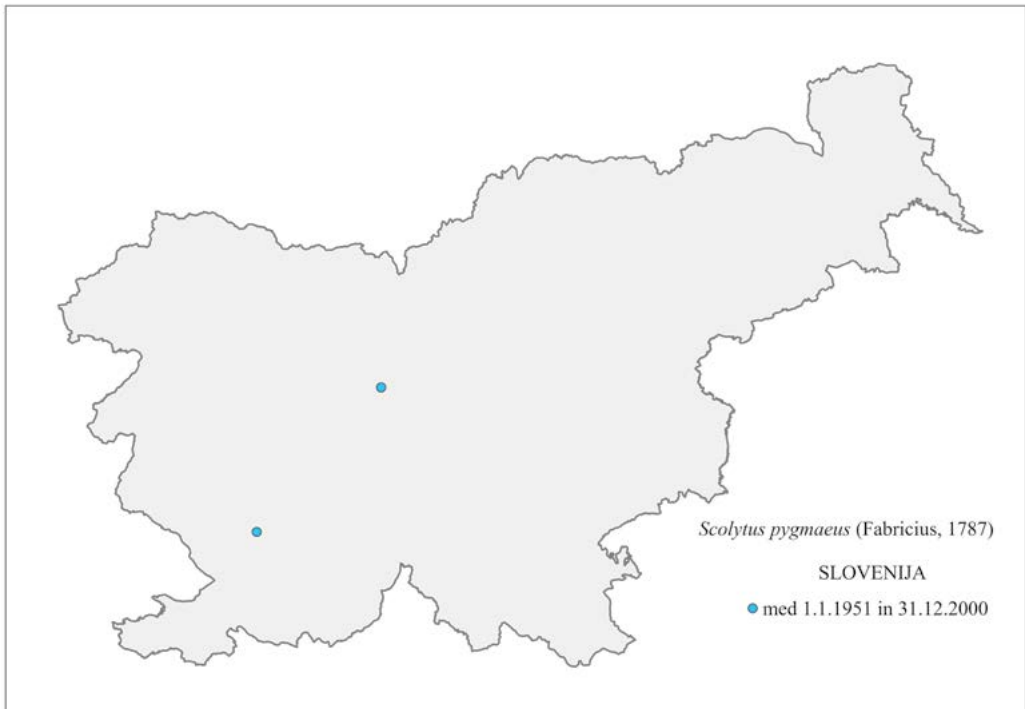 Scolytus pygmaeus (Fabricius, 1787)
SLOVENIJA
med 1.1.1951 in 31.12.2000